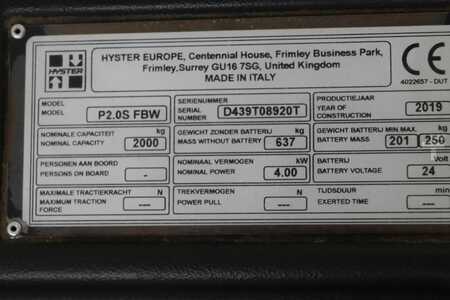 HYSTER
HYSTER EUROPE, Centennial House, Frimley Business Park,
Frimley,Surrey GU16 7SG, United Kingdom
MADE IN ITALY
CE
4022657 - DUT
MODEL
MODEL
P2.0S FBW
SERIENUMMER
SERIAL
NUMBER
D439T08920T
PRODUCTIEJAAR
YEAR OF
CONSTRUCTION
2019
NOMINALE CAPACITEIT
NOMINAL CAPACITY
kg
2000
GEWICHT ZONDER BATTERIJ
MASS WITHOUT BATTERY
kg
637
GEWICHT BATTERIJ MIN. MAX.
BATTERY MASS
kg
201
250
PERSONEN AAN BOORD
PERSONS ON BOARD
-
NOMINAAL VERMOGEN
NOMINAL POWER
kW
4.00
BATTERIJ
BATTERY VOLTAGE
Volt
24
MAXIMALE TRACTIEKRACHT
MAXIMUM TRACTION
FORCE
N
---
TREKVERMOGEN
POWER PULL
N
---
TIJDSDUUR
EXERTED TIME
min
---